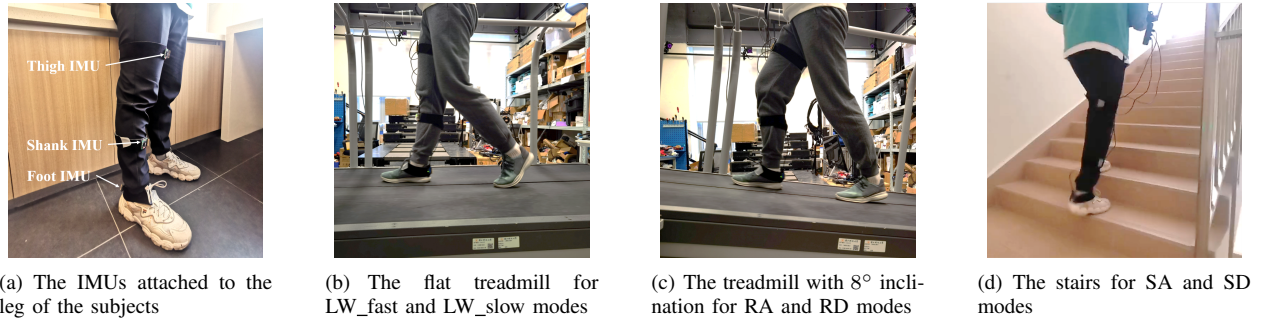 Thigh IMU
Shank IMU
Foot IMU
(a) The IMUs attached to the
leg of the subjects
(b) The flat treadmill for
LW_fast and LW_slow modes
(c) The treadmill with 8° incli-
nation for RA and RD modes
(d) The stairs for SA and SD
modes